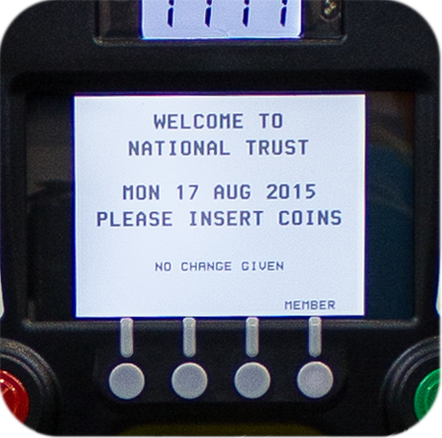 WELCOME TO
NATIONAL TRUST
MON 17 AUG 2015
PLEASE INSERT COINS
NO CHANGE GIVEN
MEMBER